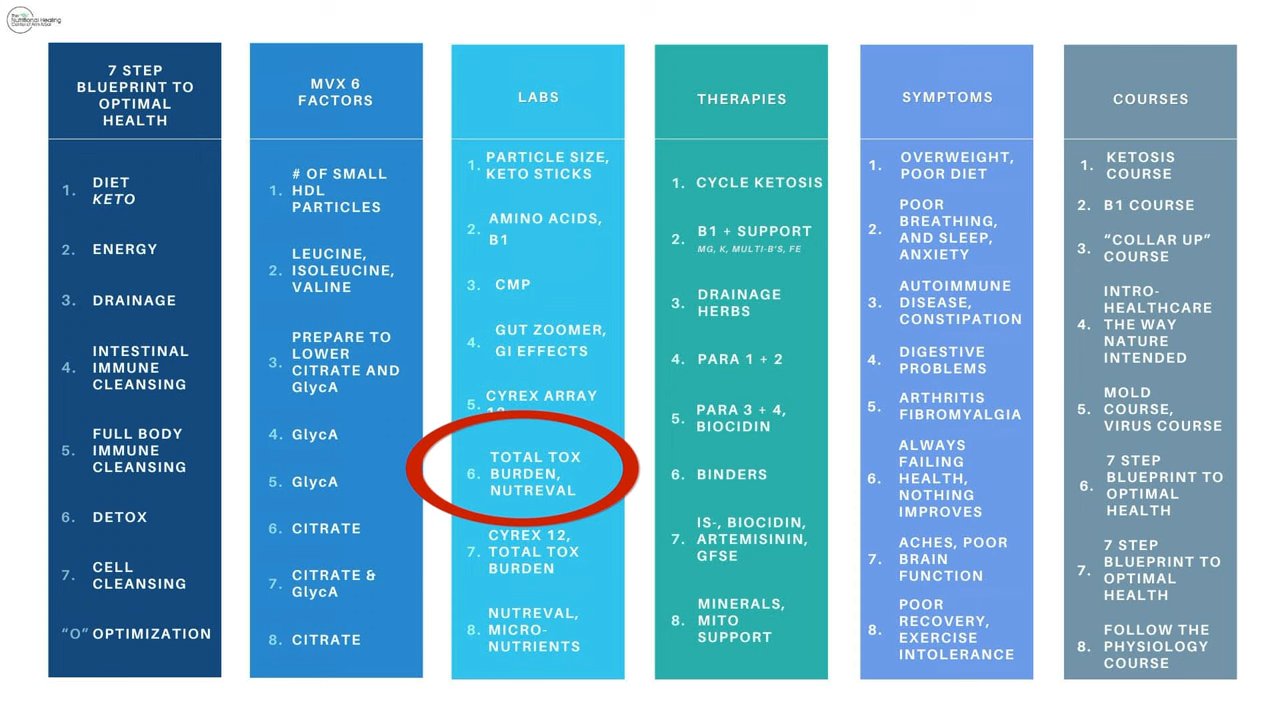 The
Nutritional Healing
Center of Ann Arbor
7 STEP
BLUEPRINT TO
OPTIMAL
HEALTH
1. DIET
KETO
2. ENERGY
3. DRAINAGE
4. INTESTINAL
IMMUNE
CLEANSING
5. FULL BODY
IMMUNE
CLEANSING
6. DETOX
7. CELL
CLEANSING
"O" OPTIMIZATION
MVX 6
FACTORS
1. # OF SMALL
HDL
PARTICLES
2. LEUCINE,
ISOLEUCINE,
VALINE
3. PREPARE TO
LOWER
CITRATE AND
GlycA
4. GlycA
5. GlycA
6. CITRATE
7. CITRATE &
GlycA
8. CITRATE
LABS
1. PARTICLE SIZE,
KETO STICKS
2. AMINO ACIDS,
B1
3. CMP
4. GUT ZOOMER,
GI EFFECTS
5. CYREX ARRAY
12
6. TOTAL TOX
BURDEN,
NUTREVAL
7. CYREX 12,
TOTAL TOX
BURDEN
8. NUTREVAL,
MICRO-
NUTRIENTS
THERAPIES
1. CYCLE KETOSIS
2. B1 + SUPPORT
MG, K, MULTI-B'S, FE
3. DRAINAGE
HERBS
4. PARA 1 + 2
5. PARA 3 + 4,
BIOCIDIN
6. BINDERS
7. IS-, BIOCIDIN,
ARTEMISININ,
GFSE
8. MINERALS,
MITO
SUPPORT
SYMPTOMS
1. OVERWEIGHT,
POOR DIET
2. POOR
BREATHING,
AND SLEEP,
ANXIETY
3. AUTOIMMUNE
DISEASE,
CONSTIPATION
4. DIGESTIVE
PROBLEMS
5. ARTHRITIS
FIBROMYALGIA
6. ALWAYS
FAILING
HEALTH,
NOTHING
IMPROVES
7. ACHES, POOR
BRAIN
FUNCTION
8. POOR
RECOVERY,
EXERCISE
INTOLERANCE
COURSES
1. KETOSIS
COURSE
2. B1 COURSE
3. “COLLAR UP”
COURSE
4. INTRO-
HEALTHCARE
THE WAY
NATURE
INTENDED
5. MOLD
COURSE,
VIRUS COURSE
6. 7 STEP
BLUEPRINT TO
OPTIMAL
HEALTH
7. 7 STEP
BLUEPRINT TO
OPTIMAL
HEALTH
8. FOLLOW THE
PHYSIOLOGY
COURSE